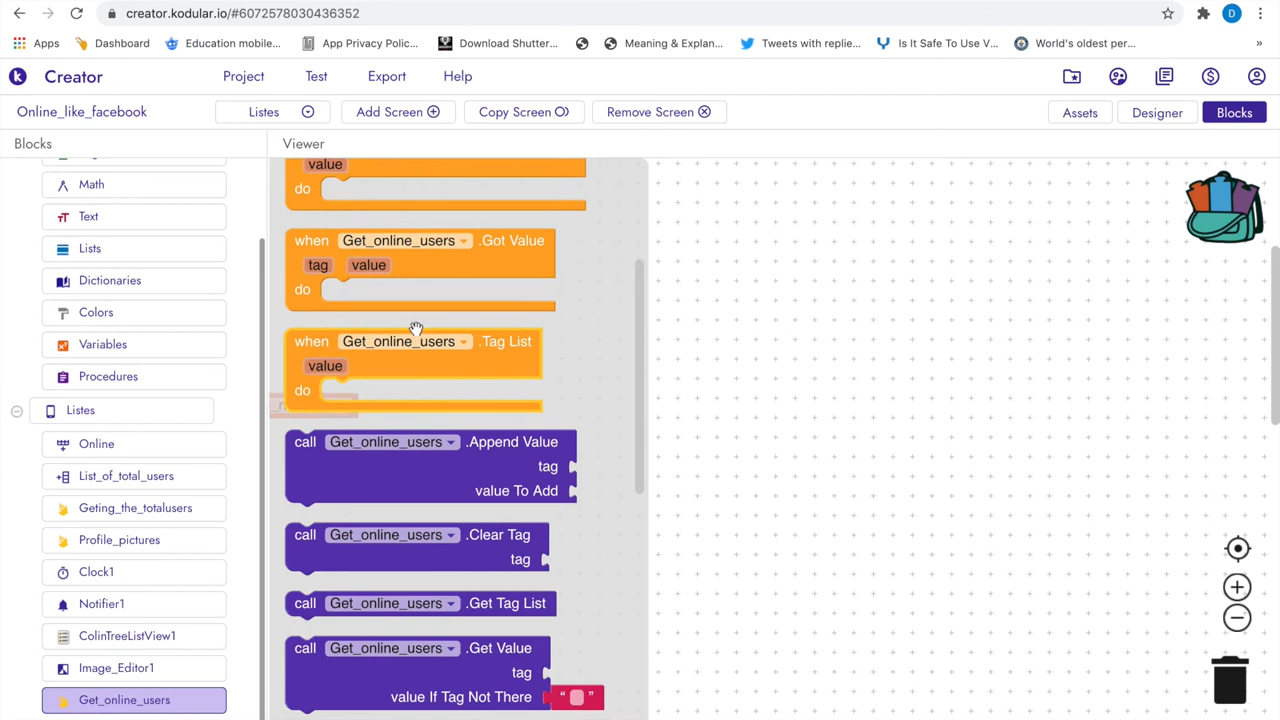 creator.kodular.io/#6072578030436352
D
Apps Dashboard Education mobile... App Privacy Polic... Download Shutter... Meaning & Explan... Tweets with replie... Is It Safe To Use V... World's oldest per... »
Creator Project Test Export Help
Online_like_facebook Listes Add Screen Copy Screen Remove Screen Assets Designer Blocks
Blocks Viewer
Math
Text
Lists
Dictionaries
Colors
Variables
Procedures
Listes
Online
List_of_total_users
Geting_the_totalusers
Profile_pictures
Clock1
Notifier1
ColinTreeListView1
Image_Editor1
Get_online_users
value
do
when Get_online_users .Got Value
tag value
do
when Get_online_users .Tag List
value
do
call Get_online_users .Append Value
tag
value To Add
call Get_online_users .Clear Tag
tag
call Get_online_users .Get Tag List
call Get_online_users .Get Value
tag
value If Tag Not There “ ”